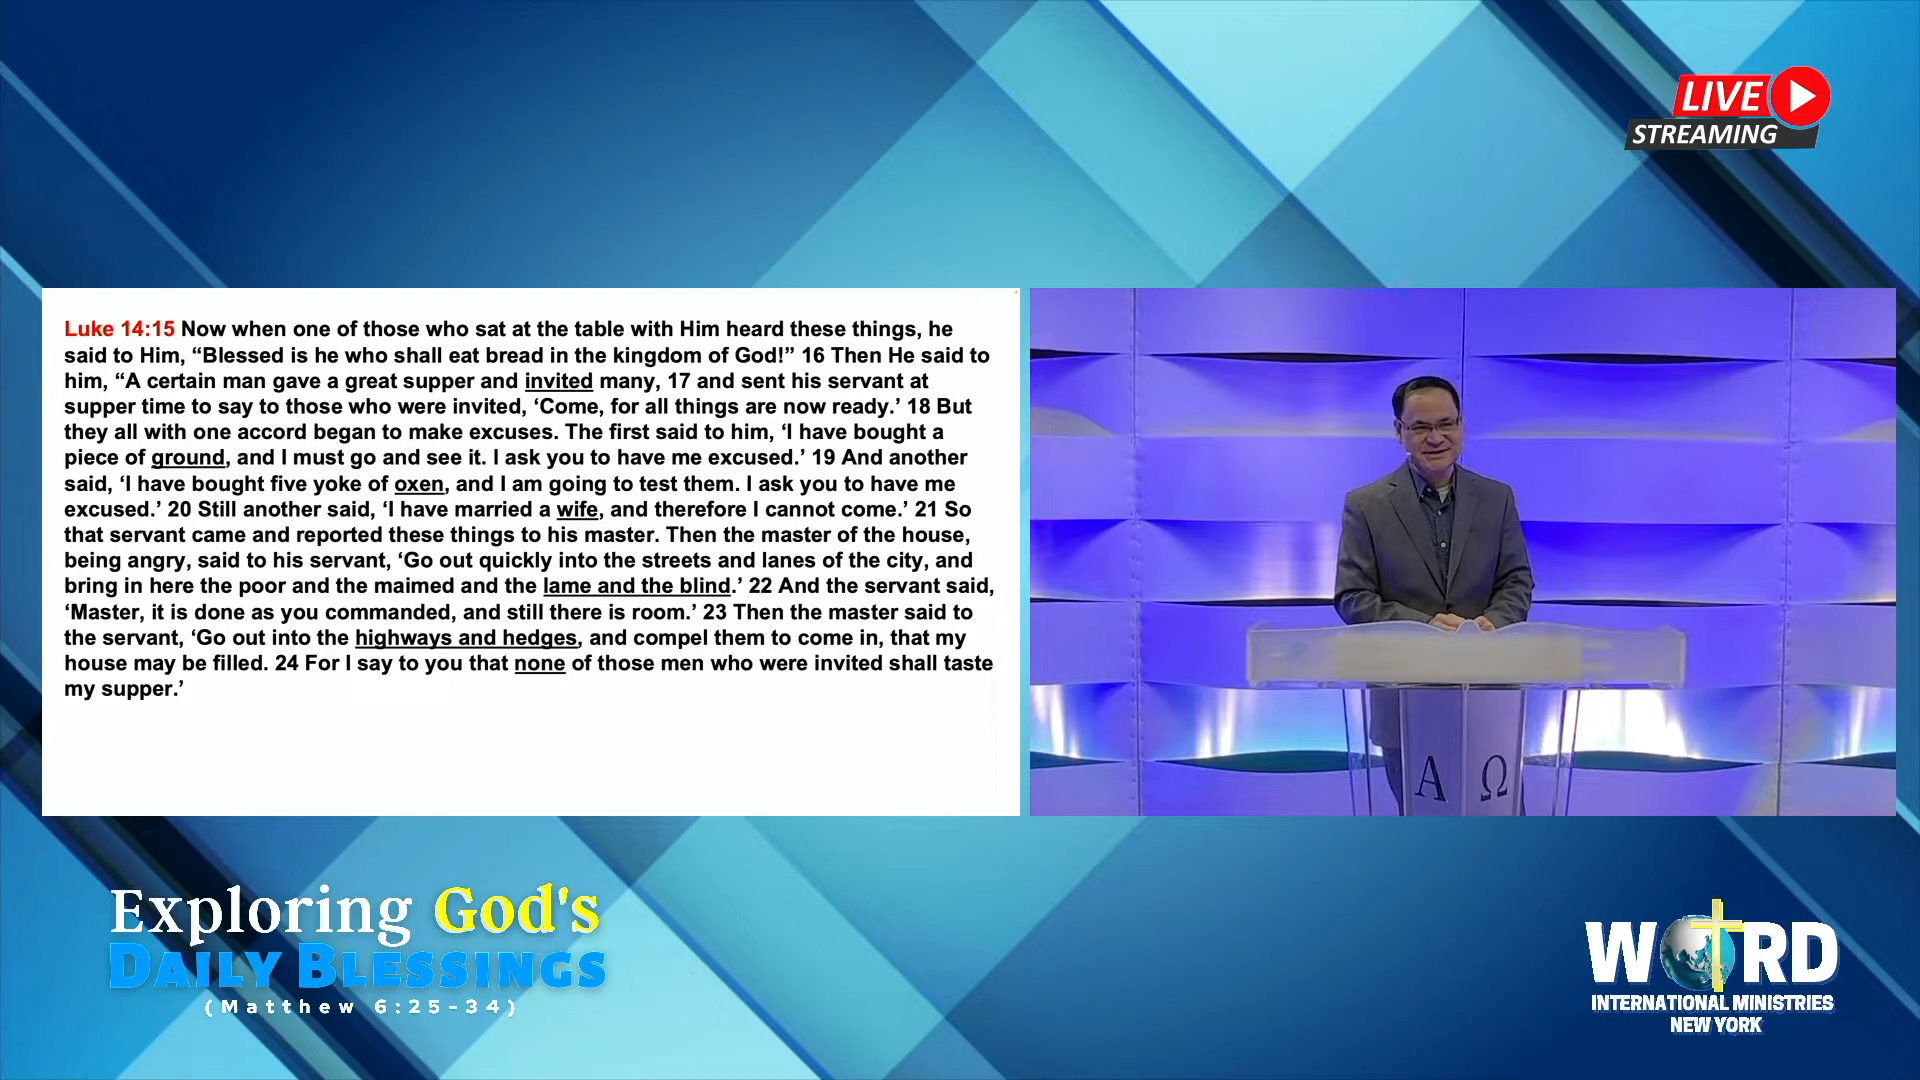 LIVE
STREAMING
Luke 14:15 Now when one of those who sat at the table with Him heard these things, he
said to Him, “Blessed is he who shall eat bread in the kingdom of God!” 16 Then He said to
him, “A certain man gave a great supper and invited many, 17 and sent his servant at
supper time to say to those who were invited, ‘Come, for all things are now ready.’ 18 But
they all with one accord began to make excuses. The first said to him, ‘I have bought a
piece of ground, and I must go and see it. I ask you to have me excused.’ 19 And another
said, ‘I have bought five yoke of oxen, and I am going to test them. I ask you to have me
excused.’ 20 Still another said, ‘I have married a wife, and therefore I cannot come.’ 21 So
that servant came and reported these things to his master. Then the master of the house,
being angry, said to his servant, ‘Go out quickly into the streets and lanes of the city, and
bring in here the poor and the maimed and the lame and the blind.’ 22 And the servant said,
‘Master, it is done as you commanded, and still there is room.’ 23 Then the master said to
the servant, ‘Go out into the highways and hedges, and compel them to come in, that my
house may be filled. 24 For I say to you that none of those men who were invited shall taste
my supper.’
Α Ω
Exploring God's
DAILY BLESSINGS
(Matthew 6:25-34)
WORD
INTERNATIONAL MINISTRIES
NEW YORK